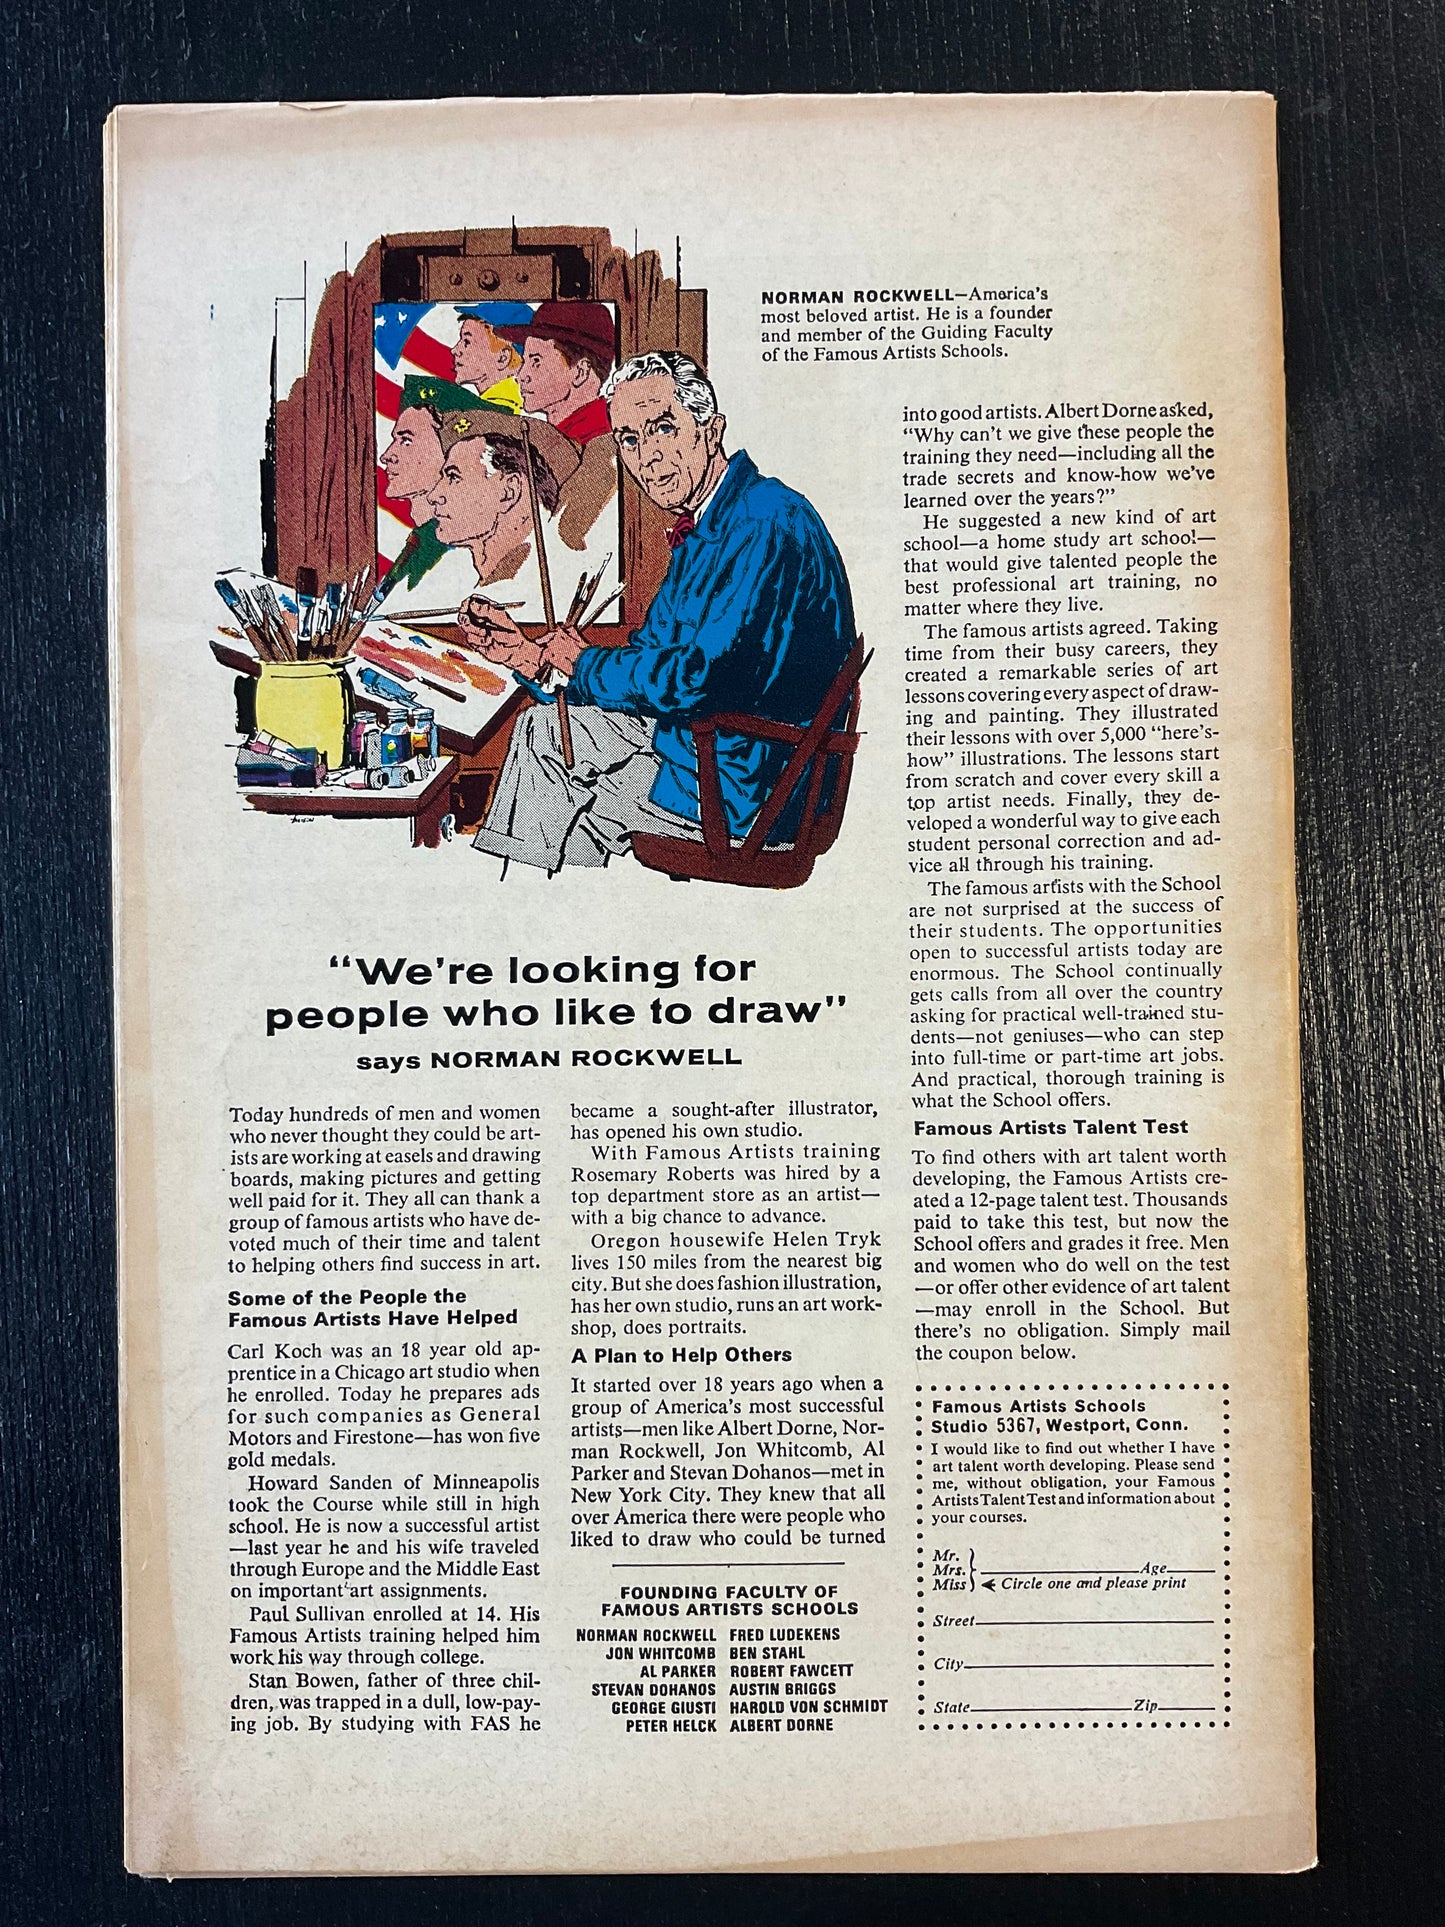 NORMAN ROCKWELL—America's
most beloved artist. He is a founder
and member of the Guiding Faculty
of the Famous Artists Schools.
"We're looking for
people who like to draw"
says NORMAN ROCKWELL
Today hundreds of men and women
who never thought they could be art-
ists are working at easels and drawing
boards, making pictures and getting
well paid for it. They all can thank a
group of famous artists who have de-
voted much of their time and talent
to helping others find success in art.
Some of the People the
Famous Artists Have Helped
Carl Koch was an 18 year old ap-
prentice in a Chicago art studio when
he enrolled. Today he prepares ads
for such companies as General
Motors and Firestone—has won five
gold medals.
Howard Sanden of Minneapolis
took the Course while still in high
school. He is now a successful artist
—last year he and his wife traveled
through Europe and the Middle East
on important art assignments.
Paul Sullivan enrolled at 14. His
Famous Artists training helped him
work his way through college.
Stan Bowen, father of three chil-
dren, was trapped in a dull, low-pay-
ing job. By studying with FAS he
became a sought-after illustrator,
has opened his own studio.
With Famous Artists training
Rosemary Roberts was hired by a
top department store as an artist—
with a big chance to advance.
Oregon housewife Helen Tryk
lives 150 miles from the nearest big
city. But she does fashion illustration,
has her own studio, runs an art work-
shop, does portraits.
A Plan to Help Others
It started over 18 years ago when a
group of America's most successful
artists—men like Albert Dorne, Nor-
man Rockwell, Jon Whitcomb, Al
Parker and Stevan Dohanos—met in
New York City. They knew that all
over America there were people who
liked to draw who could be turned
into good artists. Albert Dorne asked,
"Why can't we give these people the
training they need—including all the
trade secrets and know-how we've
learned over the years?"
He suggested a new kind of art
school—a home study art school—
that would give talented people the
best professional art training, no
matter where they live.
The famous artists agreed. Taking
time from their busy careers, they
created a remarkable series of art
lessons covering every aspect of draw-
ing and painting. They illustrated
their lessons with over 5,000 "here's-
how" illustrations. The lessons start
from scratch and cover every skill a
top artist needs. Finally, they de-
veloped a wonderful way to give each
student personal correction and ad-
vice all through his training.
The famous artists with the School
are not surprised at the success of
their students. The opportunities
open to successful artists today are
enormous. The School continually
gets calls from all over the country
asking for practical well-trained stu-
dents—not geniuses—who can step
into full-time or part-time art jobs.
And practical, thorough training is
what the School offers.
Famous Artists Talent Test
To find others with art talent worth
developing, the Famous Artists cre-
ated a 12-page talent test. Thousands
paid to take this test, but now the
School offers and grades it free. Men
and women who do well on the test
—or offer other evidence of art talent
—may enroll in the School. But
there's no obligation. Simply mail
the coupon below.
FOUNDING FACULTY OF
FAMOUS ARTISTS SCHOOLS
NORMAN ROCKWELL FRED LUDEKENS
JON WHITCOMB BEN STAHL
AL PARKER ROBERT FAWCETT
STEVAN DOHANOS AUSTIN BRIGGS
GEORGE GIUSTI HAROLD VON SCHMIDT
PETER HELCK ALBERT DORNE
Famous Artists Schools
Studio 5367, Westport, Conn.
I would like to find out whether I have
art talent worth developing. Please send
me, without obligation, your Famous
Artists Talent Test and information about
your courses.
Mr.
Mrs. Age
Miss Circle one and please print
Street
City
State Zip